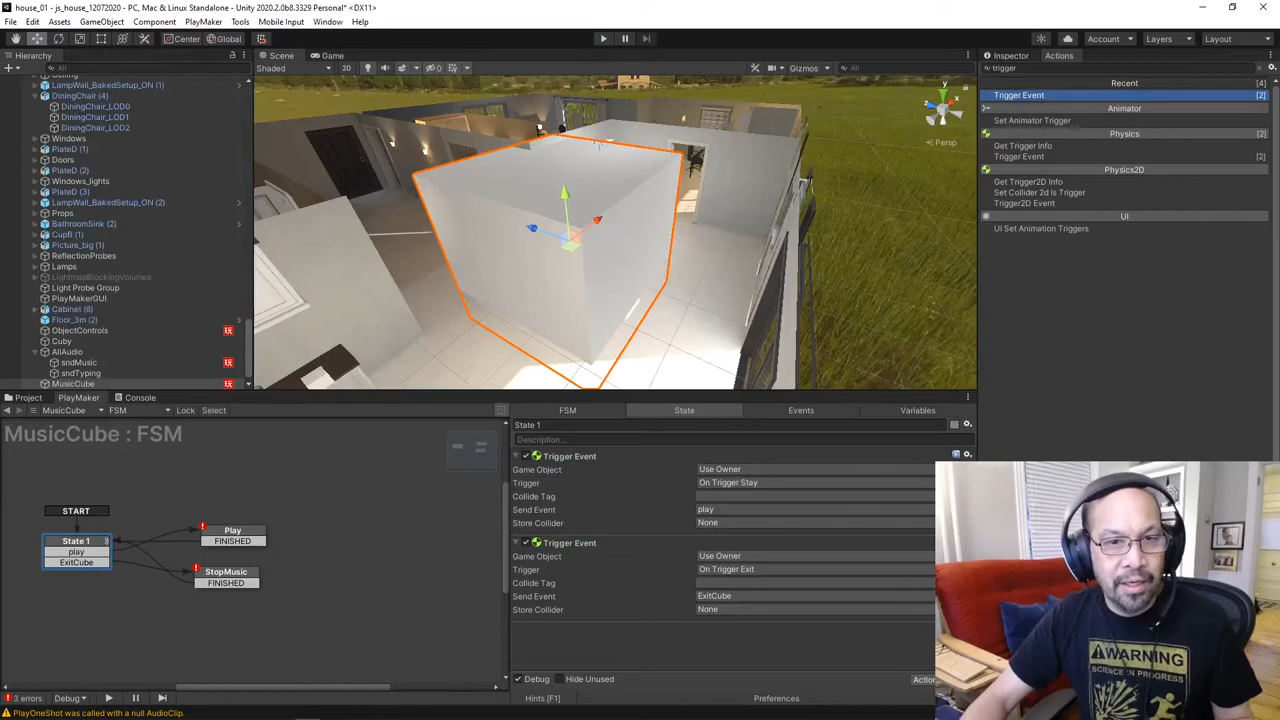 house_01 - js_house_12072020 - PC, Mac & Linux Standalone - Unity 2020.2.0b8.3329 Personal* <DX11>
File Edit Assets GameObject Component PlayMaker Tools Mobile Input Window Help
Center Global Account Layers Layout
Hierarchy Scene Game Inspector Actions
All Shaded 2D 0 Gizmos All trigger
LampWall_BakedSetup_ON (1)
DiningChair (4)
DiningChair_LOD0
DiningChair_LOD1
DiningChair_LOD2
Windows
PlateD (1)
Doors
PlateD (2)
Windows_lights
PlateD (3)
LampWall_BakedSetup_ON (2)
Props
BathroomSink (2)
CupB (1)
Picture_big (1)
ReflectionProbes
Lamps
LightmapBlockingVolumes
Light Probe Group
PlayMakerGUI
Cabinet (8)
Floor_3m (2)
ObjectControls
Cuby
AllAudio
sndMusic
sndTyping
MusicCube
y
x
z
Persp
Recent [4]
Trigger Event [2]
Animator
Set Animator Trigger
Physics
Get Trigger Info
Trigger Event [2]
Physics2D
Get Trigger2D Info
Set Collider 2d Is Trigger
Trigger2D Event
UI
UI Set Animation Triggers
Project PlayMaker Console
MusicCube FSM Lock Select
MusicCube : FSM
START
State 1
play
ExitCube
Play
FINISHED
StopMusic
FINISHED
FSM State Events Variables
State 1
Description...
Trigger Event
Game Object Use Owner
Trigger On Trigger Stay
Collide Tag
Send Event play
Store Collider None
Trigger Event
Game Object Use Owner
Trigger On Trigger Exit
Collide Tag
Send Event ExitCube
Store Collider None
Debug Hide Unused Action
3 errors Debug Hints [F1] Preferences
PlayOneShot was called with a null AudioClip.
WARNING
SCIENCE IN PROGRESS